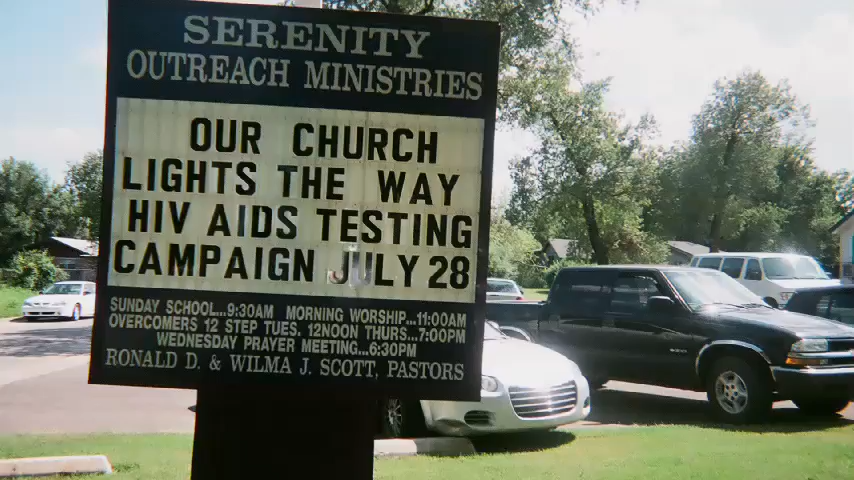 SERENITY
OUTREACH MINISTRIES
OUR CHURCH
LIGHTS THE WAY
HIV AIDS TESTING
CAMPAIGN JULY 28
SUNDAY SCHOOL...9:30AM MORNING WORSHIP...11:00AM
OVERCOMERS 12 STEP TUES. 12NOON THURS...7:00PM
WEDNESDAY PRAYER MEETING...6:30PM
RONALD D. & WILMA J. SCOTT, PASTORS